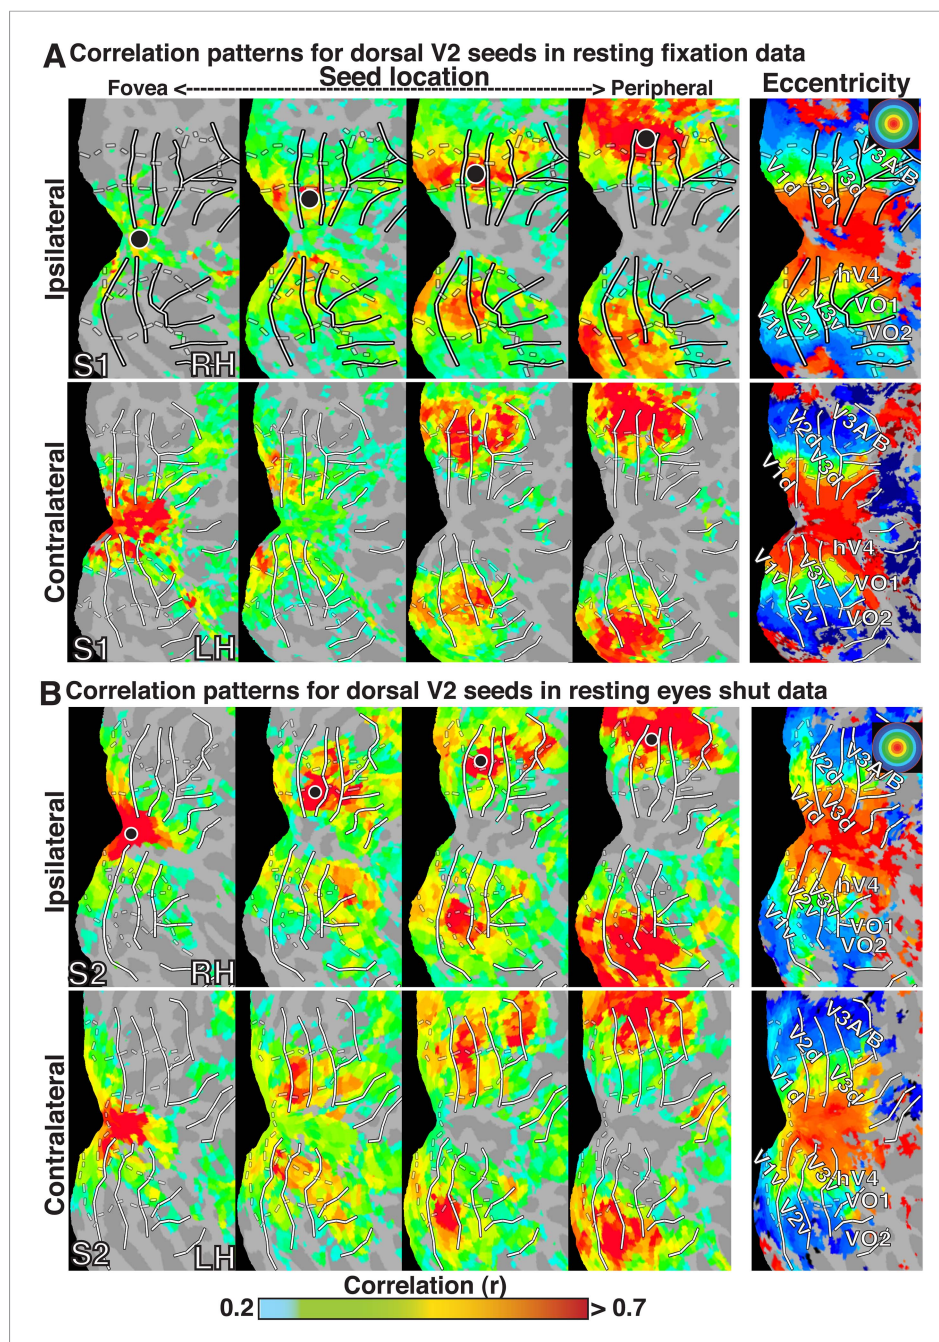 A Correlation patterns for dorsal V2 seeds in resting fixation data
Seed location
Fovea <------------------------------------------------> Peripheral
Eccentricity
Ipsilateral
S1
RH
V1d
V2d
V3d
V3A/B
hV4
VO1
VO2
V1v
V2v
V3v
Contralateral
S1
LH
V1d
V2d
V3d
V3A/B
hV4
VO1
VO2
V1v
V2v
V3v
B Correlation patterns for dorsal V2 seeds in resting eyes shut data
Ipsilateral
S2
RH
V1d
V2d
V3d
V3A/B
hV4
VO1
VO2
V1v
V2v
V3v
Contralateral
S2
LH
V1d
V2d
V3d
V3A/B
hV4
VO1
VO2
V1v
V2v
Correlation (r)
0.2
> 0.7